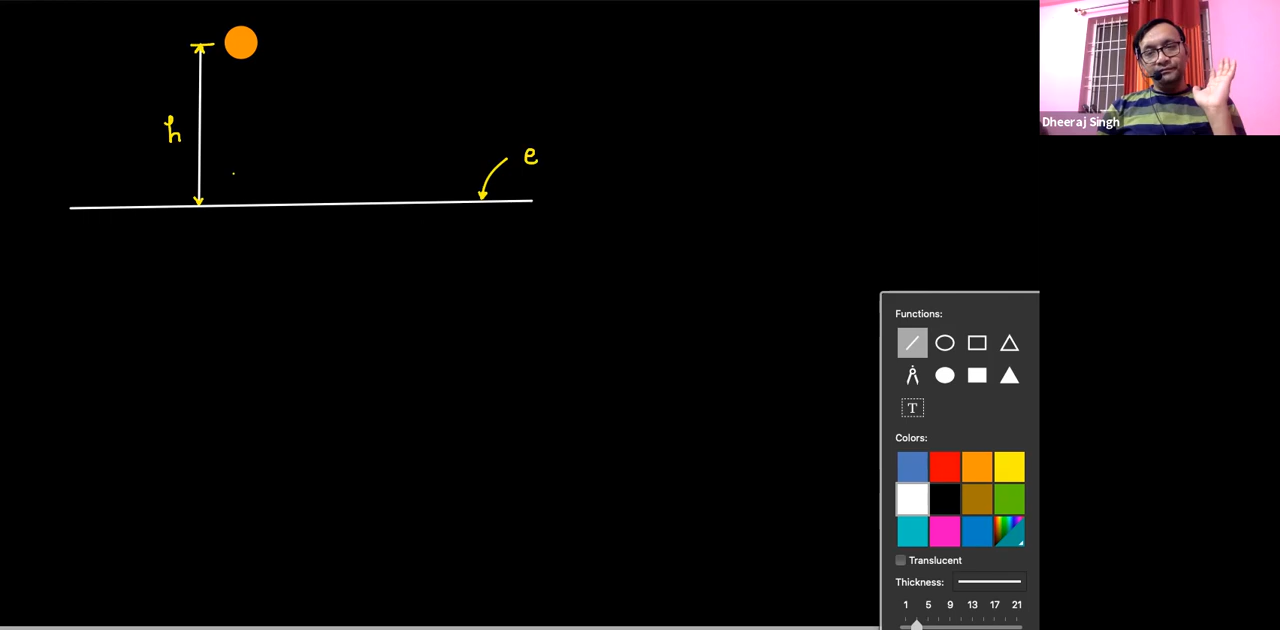 h
e
Dheeraj Singh
Functions:
T
Colors:
Translucent
Thickness:
1 5 9 13 17 21